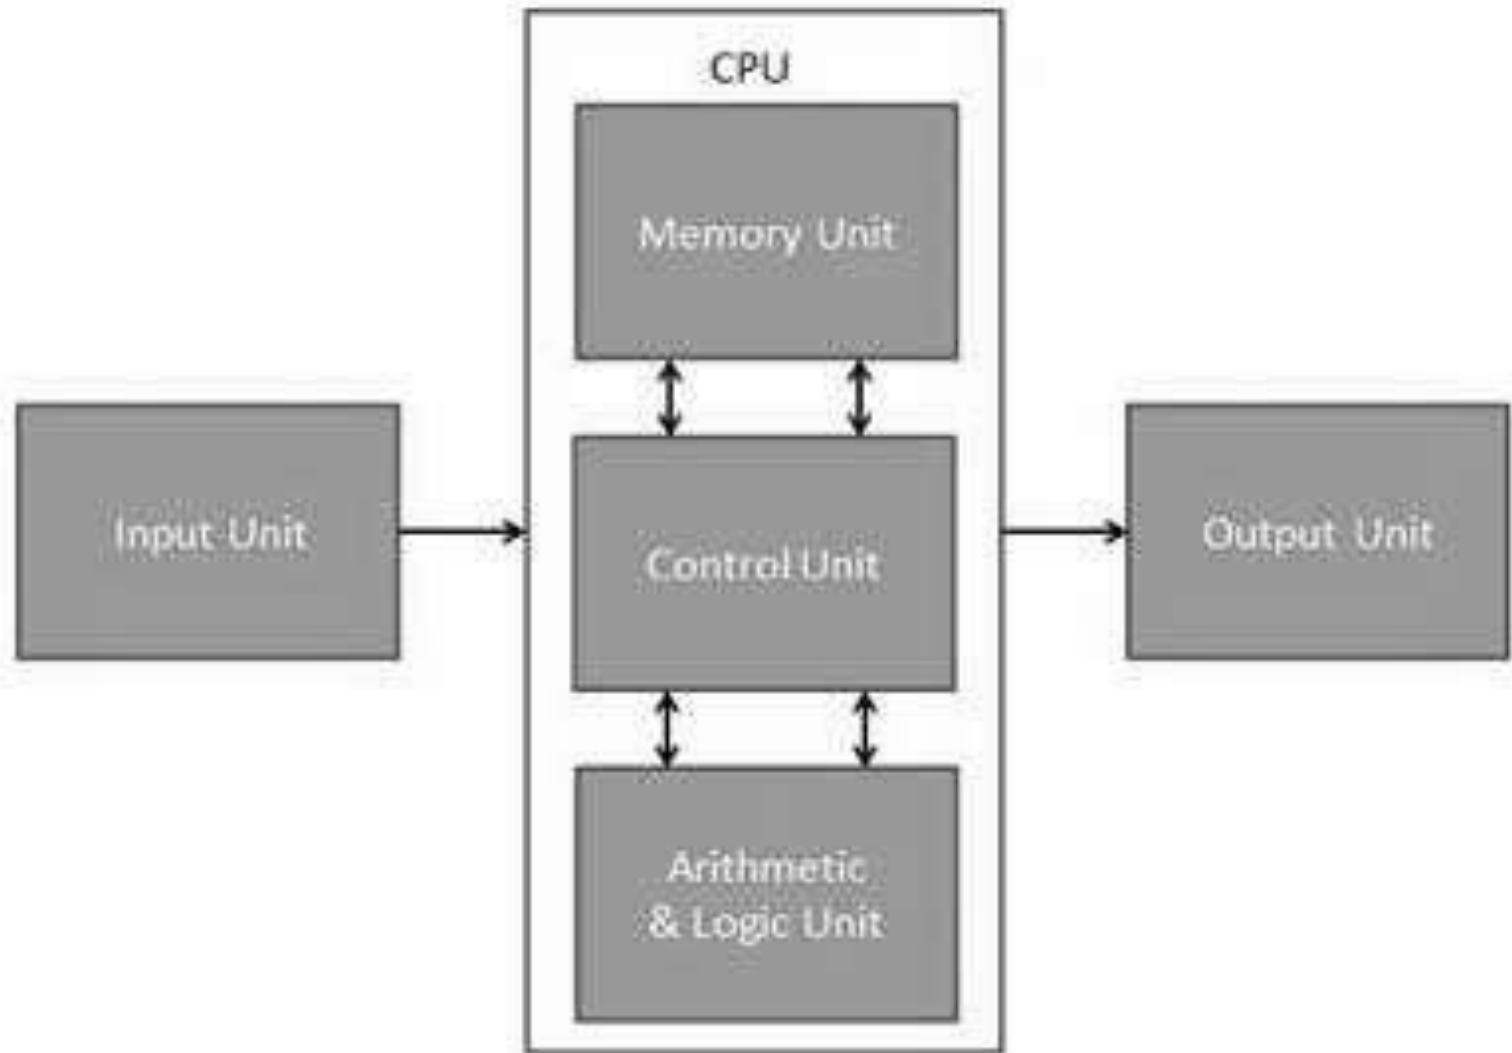 CPU
Memory Unit
Input Unit
Control Unit
Output Unit
Arithmetic
& Logic Unit